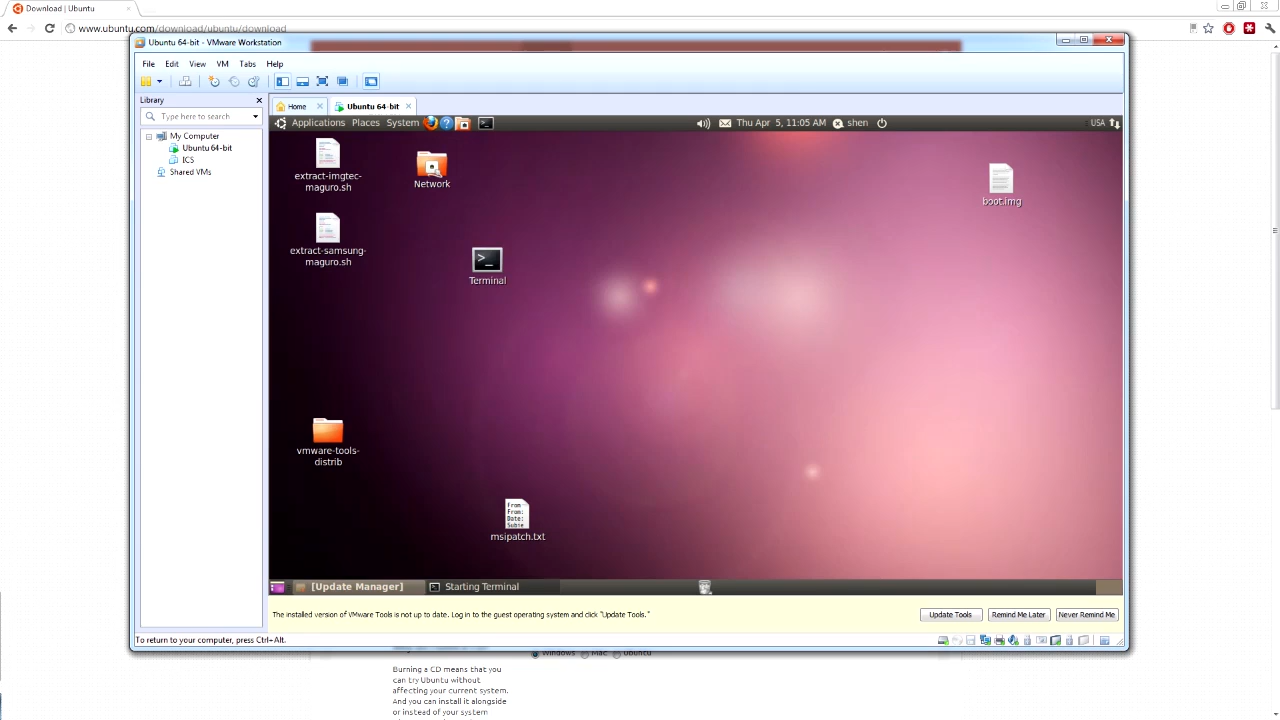 Download | Ubuntu
www.ubuntu.com/download/ubuntu/download
Ubuntu 64-bit - VMware Workstation
File Edit View VM Tabs Help
Library
Type here to search
My Computer
Ubuntu 64-bit
ICS
Shared VMs
Home
Ubuntu 64-bit
Applications Places System
Thu Apr 5, 11:05 AM
shen
USA
extract-imgtec-
maguro.sh
Network
boot.img
extract-samsung-
maguro.sh
Terminal
vmware-tools-
distrib
From
From:
Date:
Subje
msipatch.txt
[Update Manager]
Starting Terminal
The installed version of VMware Tools is not up to date. Log in to the guest operating system and click "Update Tools."
Update Tools
Remind Me Later
Never Remind Me
To return to your computer, press Ctrl+Alt.
Windows Mac Ubuntu
Burning a CD means that you
can try Ubuntu without
affecting your current system.
And you can install it alongside
or instead of your system